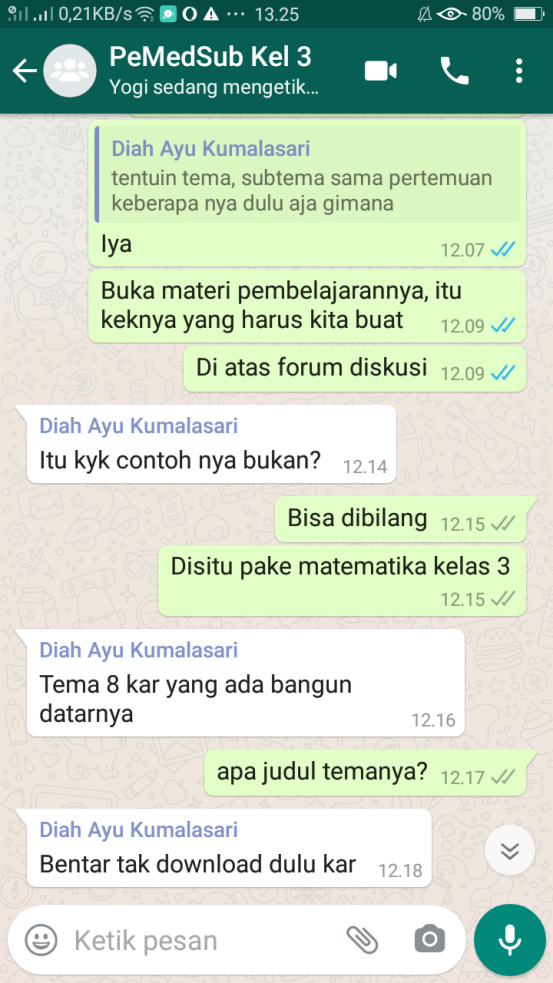 0,21KB/s ... 13.25 80%
PeMedSub Kel 3
Yogi sedang mengetik...
Diah Ayu Kumalasari
tentuin tema, subtema sama pertemuan
keberapa nya dulu aja gimana
Iya 12.07
Buka materi pembelajarannya, itu
keknya yang harus kita buat 12.09
Di atas forum diskusi 12.09
Diah Ayu Kumalasari
Itu kyk contoh nya bukan? 12.14
Bisa dibilang 12.15
Disitu pake matematika kelas 3
12.15
Diah Ayu Kumalasari
Tema 8 kar yang ada bangun
datarnya 12.16
apa judul temanya? 12.17
Diah Ayu Kumalasari
Bentar tak download dulu kar 12.18
Ketik pesan